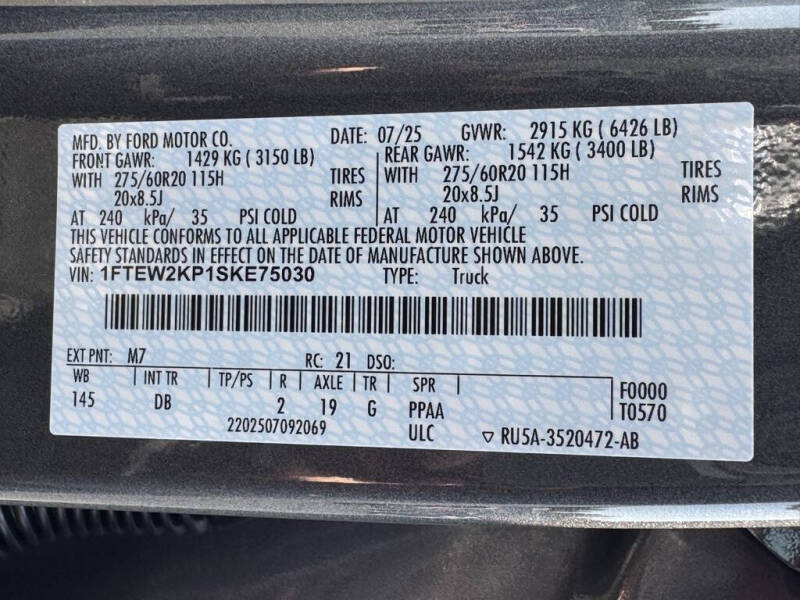 MFD. BY FORD MOTOR CO. DATE: 07/25 GVWR: 2915 KG ( 6426 LB)
FRONT GAWR: 1429 KG ( 3150 LB) REAR GAWR: 1542 KG ( 3400 LB)
WITH 275/60R20 115H TIRES WITH 275/60R20 115H TIRES
20x8.5J RIMS 20x8.5J RIMS
AT 240 kPa/ 35 PSI COLD AT 240 kPa/ 35 PSI COLD
THIS VEHICLE CONFORMS TO ALL APPLICABLE FEDERAL MOTOR VEHICLE
SAFETY STANDARDS IN EFFECT ON THE DATE OF MANUFACTURE SHOWN ABOVE.
VIN: 1FTEW2KP1SKE75030 TYPE: Truck
EXT PNT: M7 RC: 21 DSO:
WB INT TR TP/PS R AXLE TR SPR F0000
145 DB 2 19 G PPAA T0570
2202507092069 ULC ▽ RU5A-3520472-AB